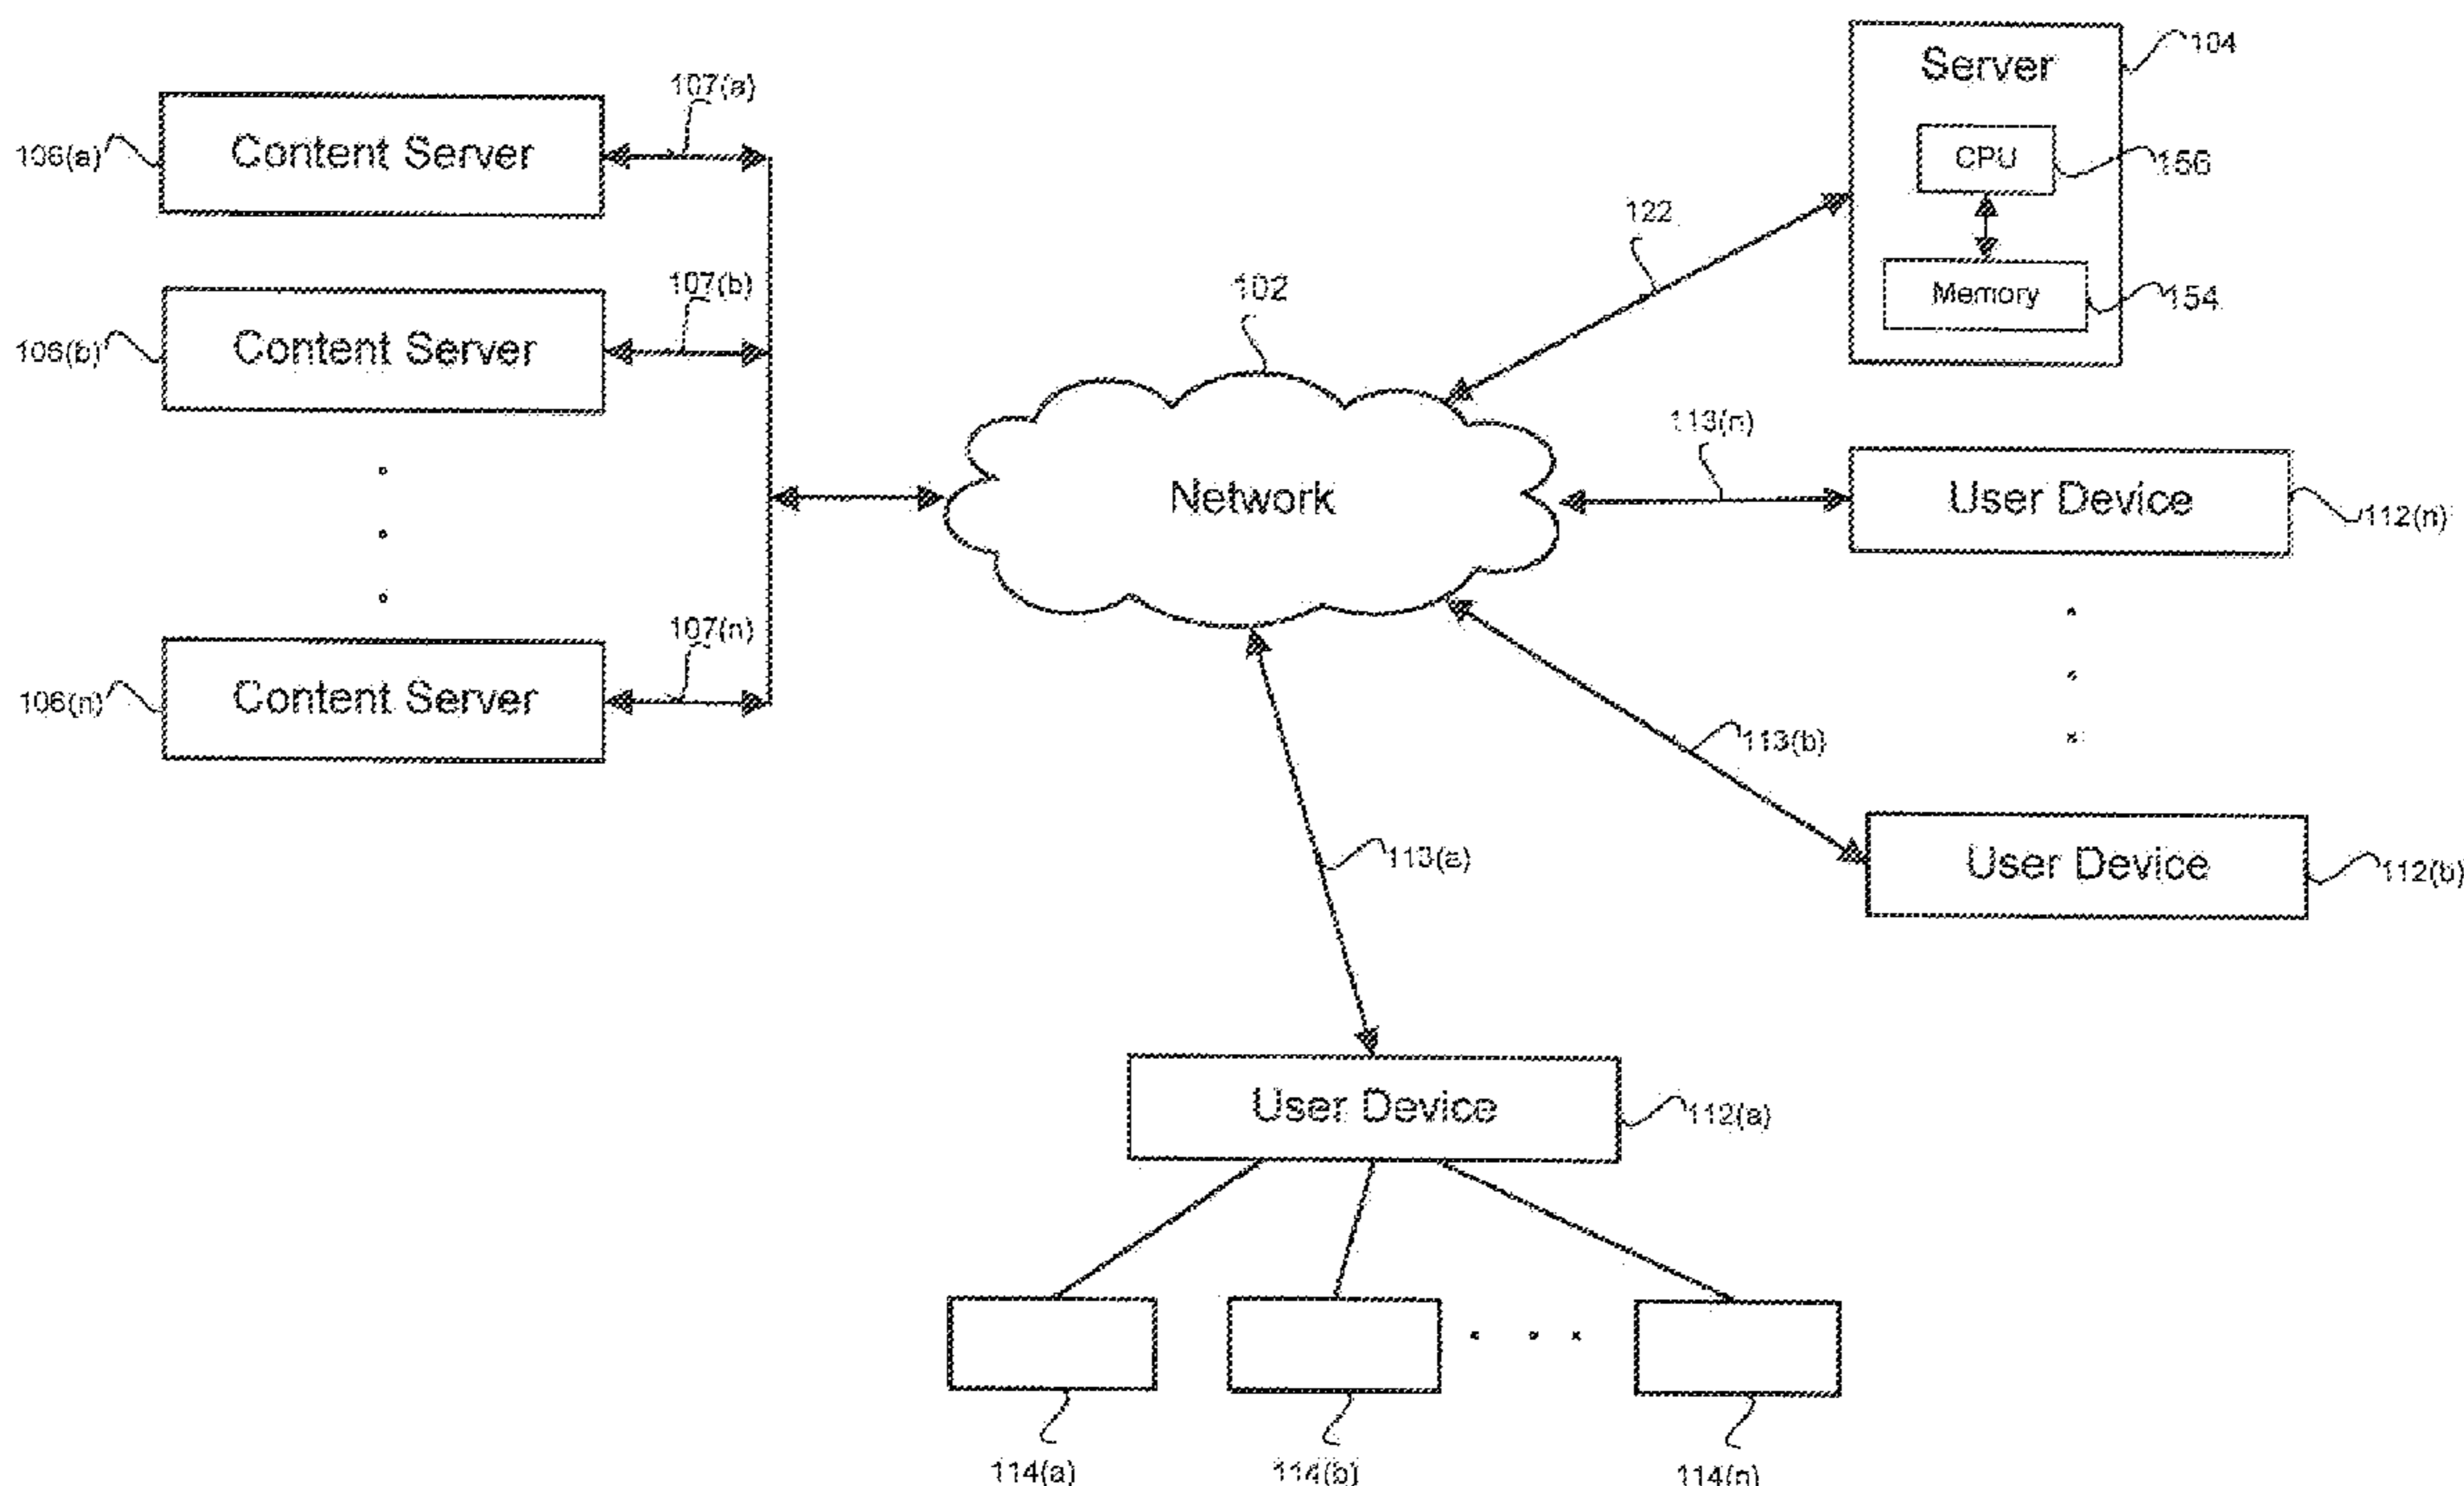 104
Server
107(a)
106(a)
Content Server
CPU
156
122
107(b)
102
Memory
154
106(b)
Content Server
113(n)
Network
User Device
112(n)
107(n)
106(n)
Content Server
113(b)
113(a)
User Device
112(b)
User Device
112(a)
114(a)
114(b)
114(n)